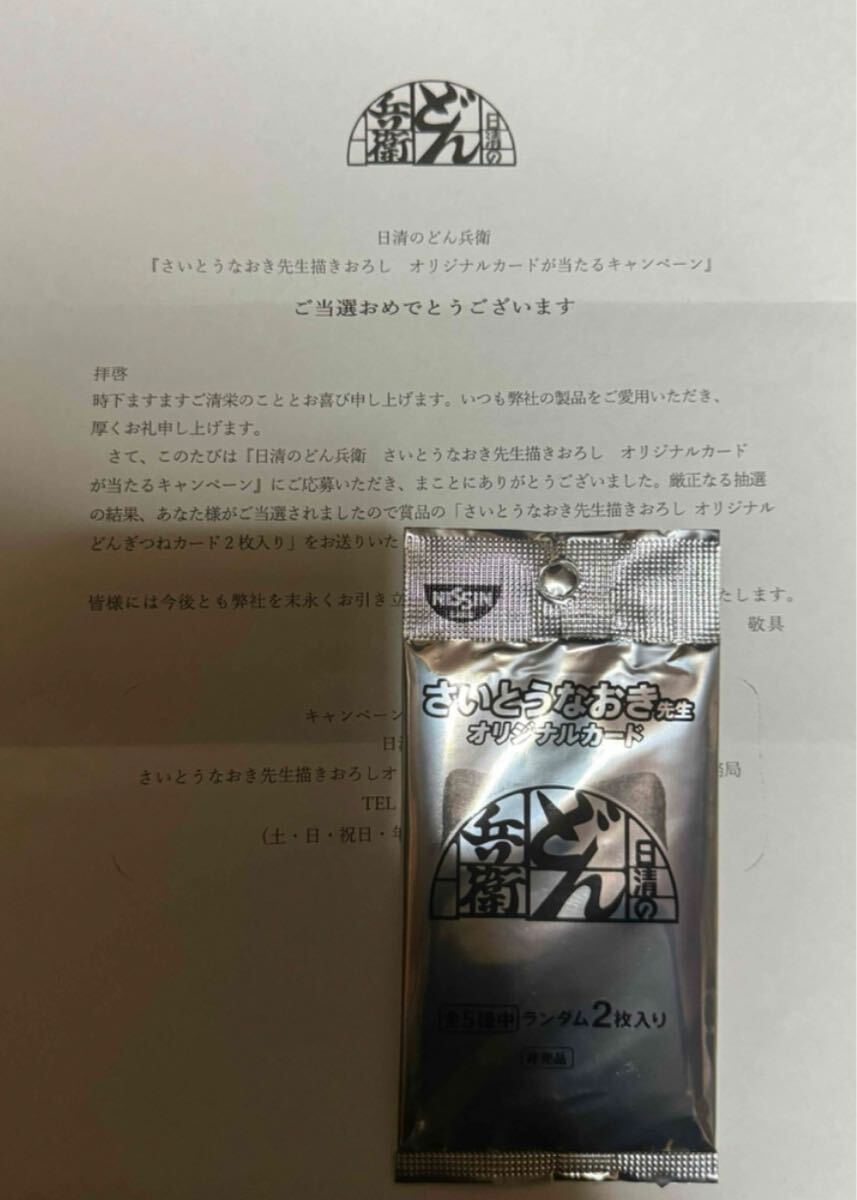 日清の
どん
兵衛
日清のどん兵衛
『さいとうなおき先生描きおろし　オリジナルカードが当たるキャンペーン』
ご当選おめでとうございます
拝啓
時下ますますご清栄のこととお喜び申し上げます。いつも弊社の製品をご愛用いただき、
厚くお礼申し上げます。
さて、このたびは『日清のどん兵衛　さいとうなおき先生描きおろし　オリジナルカード
が当たるキャンペーン』にご応募いただき、まことにありがとうございました。厳正なる抽選
の結果、あなた様がご当選されましたので賞品の「さいとうなおき先生描きおろし オリジナル
どんぎつねカード２枚入り」をお送りいた
皆様には今後とも弊社を末永くお引き立 たします。
敬具
キャンペーン
日
さいとうなおき先生描きおろしオ 局
TEL
(土・日・祝日・年
NISSIN
さいとうなおき先生
オリジナルカード
日清の
どん
兵衛
全5種中 ランダム2枚入り
非売品